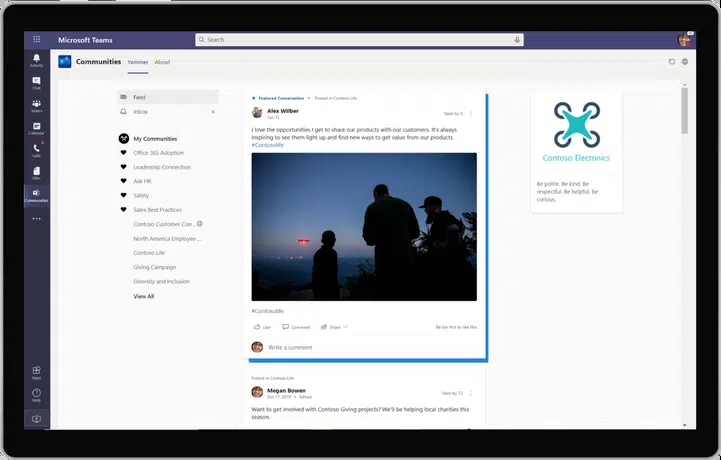 Microsoft Teams
Search
Activity
Chat
Teams
Calendar
Calls
Files
Communities
Apps
Help
Communities
Yammer
About
Feed
Inbox
My Communities
Office 365 Adoption
Leadership Connection
Ask HR
Safety
Sales Best Practices
Contoso Customer Con...
North America Employee ...
Contoso Life
Giving Campaign
Diversity and Inclusion
View All
Featured Conversation • Posted in Contoso Life
Alex Wilber
Jun 12
Seen by 5
I love the opportunities I get to share our products with our customers. It's always
inspiring to see them light up and find new ways to get value from our products.
#Contosolife
#Contosolife
Like
Comment
Share
Be the first to like this
Write a comment
Posted in Contoso Life
Megan Bowen
Oct 17, 2019 • Edited
Seen by 12
Want to get involved with Contoso Giving projects? We'll be helping local charities this
season.
Contoso Electonics
Be polite. Be kind. Be
respectful. Be helpful. Be
curious.